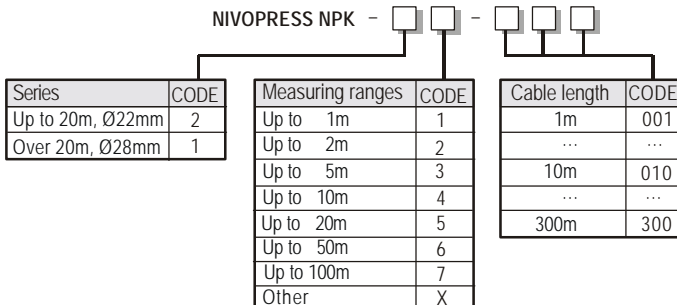 NIVOPRESS NPK - □ □ - □ □ □
Series CODE
Up to 20m, Ø22mm 2
Over 20m, Ø28mm 1
Measuring ranges CODE
Up to 1m 1
Up to 2m 2
Up to 5m 3
Up to 10m 4
Up to 20m 5
Up to 50m 6
Up to 100m 7
Other X
Cable length CODE
1m 001
... ...
10m 010
... ...
300m 300